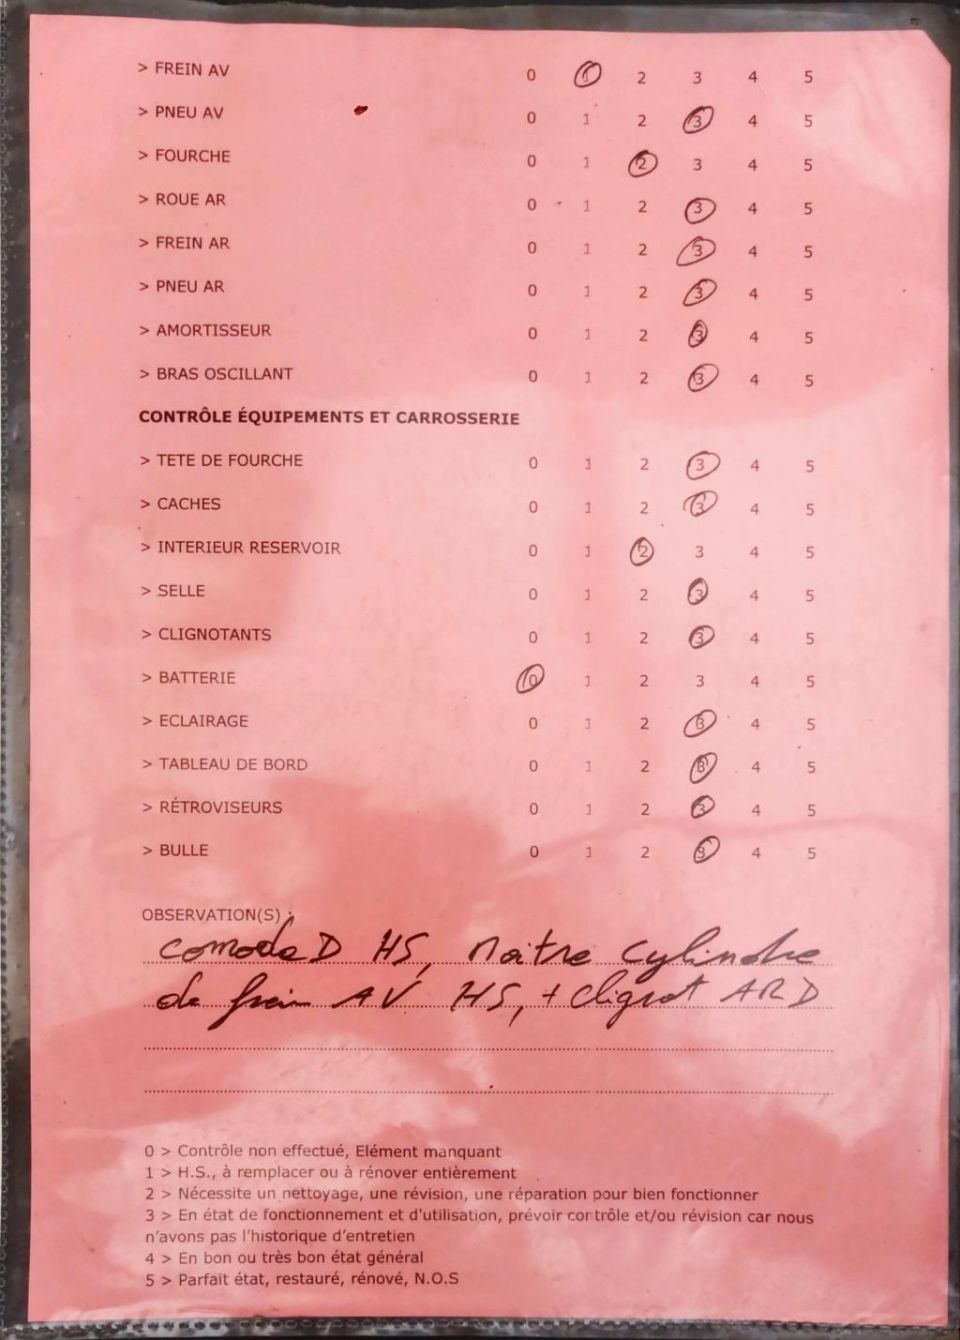 > FREIN AV 0 1 2 3 4 5
> PNEU AV 0 1 2 3 4 5
> FOURCHE 0 1 2 3 4 5
> ROUE AR 0 1 2 3 4 5
> FREIN AR 0 1 2 3 4 5
> PNEU AR 0 1 2 3 4 5
> AMORTISSEUR 0 1 2 3 4 5
> BRAS OSCILLANT 0 1 2 3 4 5
CONTRÔLE ÉQUIPEMENTS ET CARROSSERIE
> TETE DE FOURCHE 0 1 2 3 4 5
> CACHES 0 1 2 3 4 5
> INTERIEUR RESERVOIR 0 1 2 3 4 5
> SELLE 0 1 2 3 4 5
> CLIGNOTANTS 0 1 2 3 4 5
> BATTERIE 0 1 2 3 4 5
> ECLAIRAGE 0 1 2 3 4 5
> TABLEAU DE BORD 0 1 2 3 4 5
> RÉTROVISEURS 0 1 2 3 4 5
> BULLE 0 1 2 3 4 5
OBSERVATION(S) :
comodo D HS, Maitre cylindre
de frein AV HS, + clignot ARD
0 > Contrôle non effectué, Elément manquant
1 > H.S., à remplacer ou à rénover entièrement
2 > Nécessite un nettoyage, une révision, une réparation pour bien fonctionner
3 > En état de fonctionnement et d'utilisation, prévoir contrôle et/ou révision car nous
n'avons pas l'historique d'entretien
4 > En bon ou très bon état général
5 > Parfait état, restauré, rénové, N.O.S